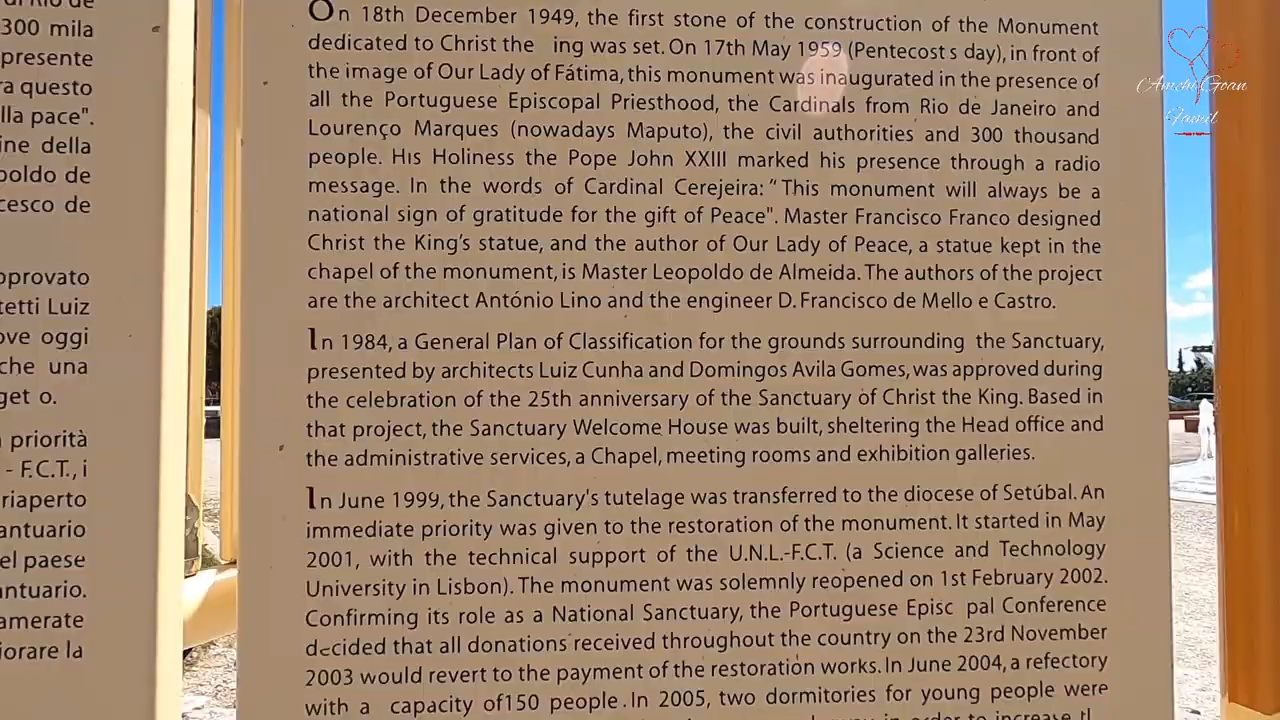 300 mila
presente
questo
pace".
della
de
de
oggi
che una
o.
priorità
- F.C.T., i
riaperto
el paese
On 18th December 1949, the first stone of the construction of the Monument
dedicated to Christ the ing was set. On 17th May 1959 (Pentecost s day), in front of
the image of Our Lady of Fátima, this monument was inaugurated in the presence of
all the Portuguese Episcopal Priesthood, the Cardinals from Rio de Janeiro and
Lourenço Marques (nowadays Maputo), the civil authorities and 300 thousand
people. His Holiness the Pope John XXIII marked his presence through a radio
message. In the words of Cardinal Cerejeira: "This monument will always be a
national sign of gratitude for the gift of Peace". Master Francisco Franco designed
Christ the King's statue, and the author of Our Lady of Peace, a statue kept in the
chapel of the monument, is Master Leopoldo de Almeida. The authors of the project
are the architect António Lino and the engineer D. Francisco de Mello e Castro.
In 1984, a General Plan of Classification for the grounds surrounding the Sanctuary,
presented by architects Luiz Cunha and Domingos Avila Gomes, was approved during
the celebration of the 25th anniversary of the Sanctuary of Christ the King. Based in
that project, the Sanctuary Welcome House was built, sheltering the Head office and
the administrative services, a Chapel, meeting rooms and exhibition galleries.
In June 1999, the Sanctuary's tutelage was transferred to the diocese of Setúbal. An
immediate priority was given to the restoration of the monument. It started in May
2001, with the technical support of the U.N.L.-F.C.T. (a Science and Technology
University in Lisbon). The monument was solemnly reopened on 1st February 2002.
Confirming its role as a National Sanctuary, the Portuguese Episc pal Conference
decided that all donations received throughout the country on the 23rd November
2003 would revert to the payment of the restoration works. In June 2004, a refectory
with a capacity of150 people. In 2005, two dormitories for young people were
in order to increase
Amchi Goan